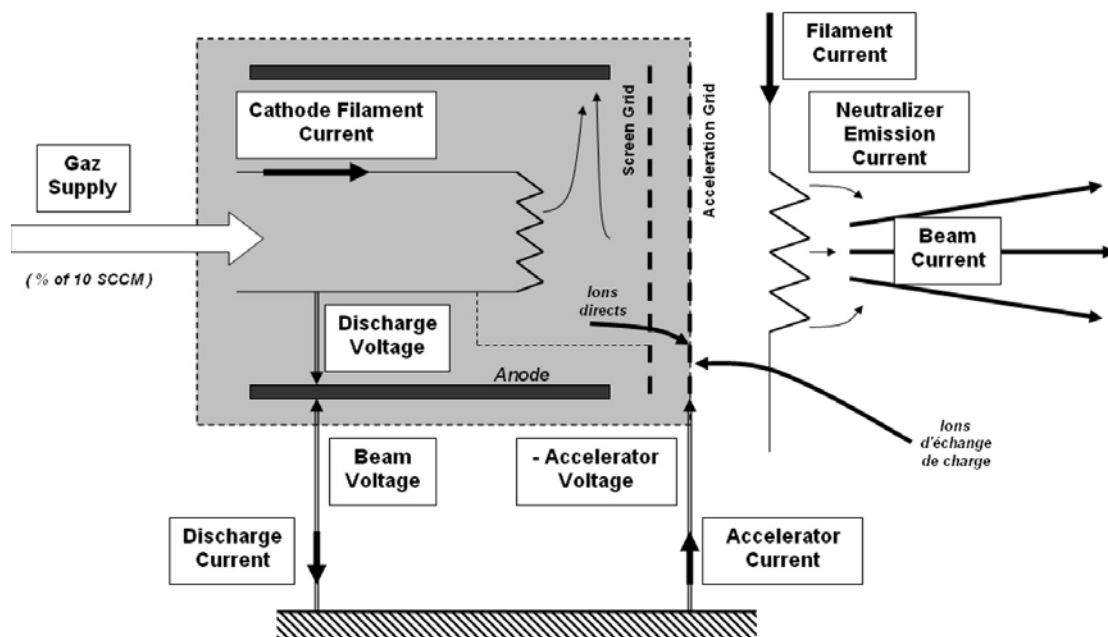 Filament
Current
Cathode Filament
Current
Screen Grid
Acceleration Grid
Neutralizer
Emission
Current
Gaz
Supply
( % of 10 SCCM )
Beam
Current
Ions
directs
Discharge
Voltage
Anode
Ions
d'échange
de charge
Beam
Voltage
- Accelerator
Voltage
Discharge
Current
Accelerator
Current